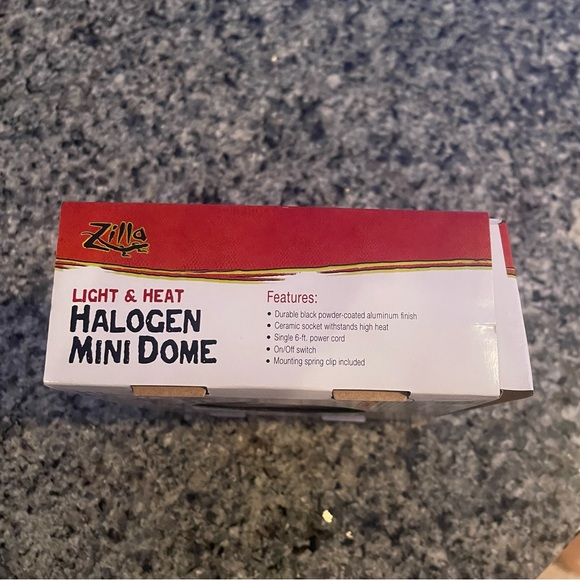 Zilla
LIGHT & HEAT
HALOGEN
MINI DOME
Features:
• Durable black powder-coated aluminum finish
• Ceramic socket withstands high heat
• Single 6-ft. power cord
• On/Off switch
• Mounting spring clip included